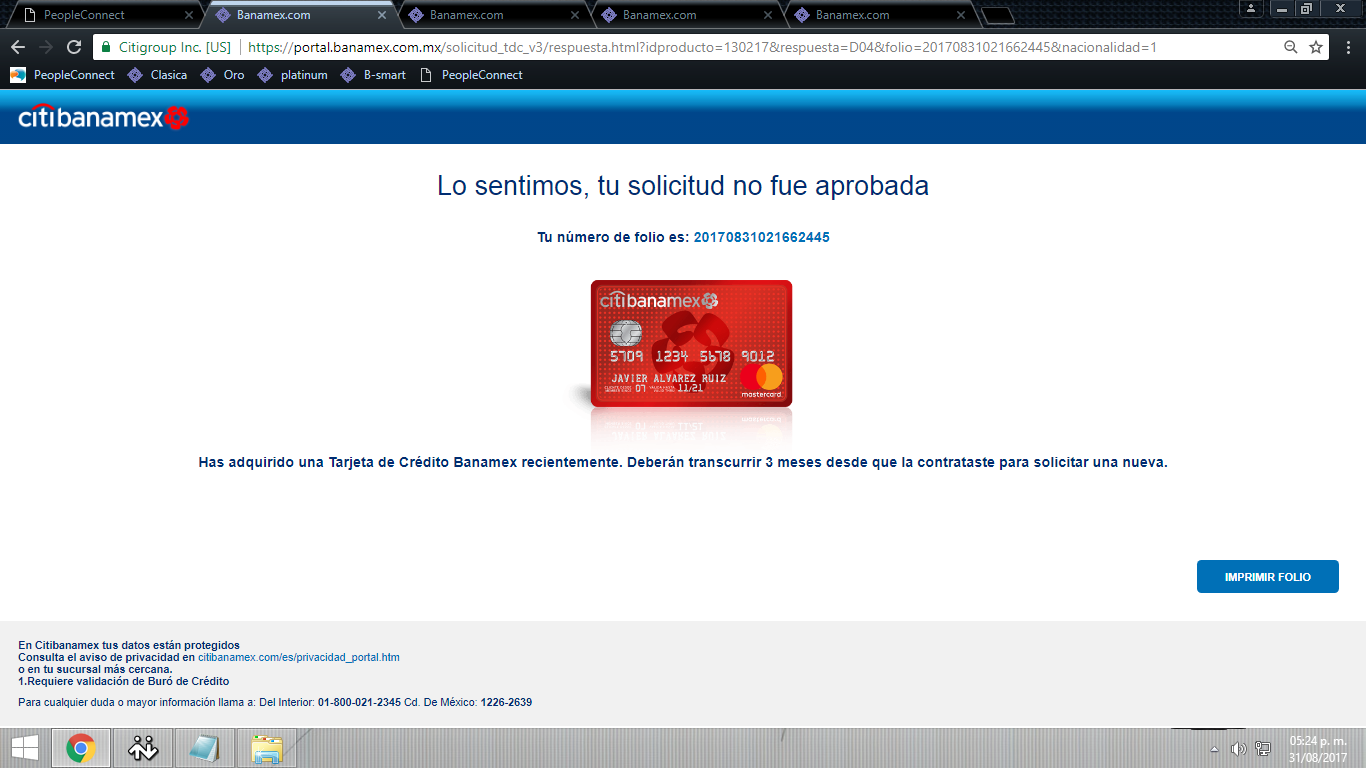 PeopleConnect
Banamex.com
Banamex.com
Banamex.com
Banamex.com
Citigroup Inc. [US] https://portal.banamex.com.mx/solicitud_tdc_v3/respuesta.html?idproducto=130217&respuesta=D04&folio=20170831021662445&nacionalidad=1
PeopleConnect Clasica Oro platinum B-smart PeopleConnect
citibanamex
Lo sentimos, tu solicitud no fue aprobada
Tu número de folio es: 20170831021662445
citibanamex
5709 1234 5678 9012
JAVIER ALVAREZ RUIZ
07 11/21
mastercard
Has adquirido una Tarjeta de Crédito Banamex recientemente. Deberán transcurrir 3 meses desde que la contrataste para solicitar una nueva.
IMPRIMIR FOLIO
En Citibanamex tus datos están protegidos
Consulta el aviso de privacidad en citibanamex.com/es/privacidad_portal.htm
o en tu sucursal más cercana.
1.Requiere validación de Buró de Crédito
Para cualquier duda o mayor información llama a: Del Interior: 01-800-021-2345 Cd. De México: 1226-2639
05:24 p. m.
31/08/2017